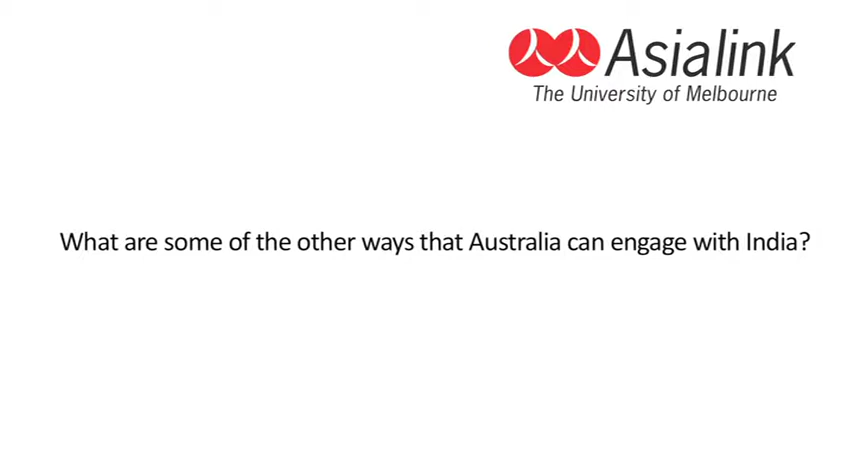 Asialink
The University of Melbourne
What are some of the other ways that Australia can engage with India?